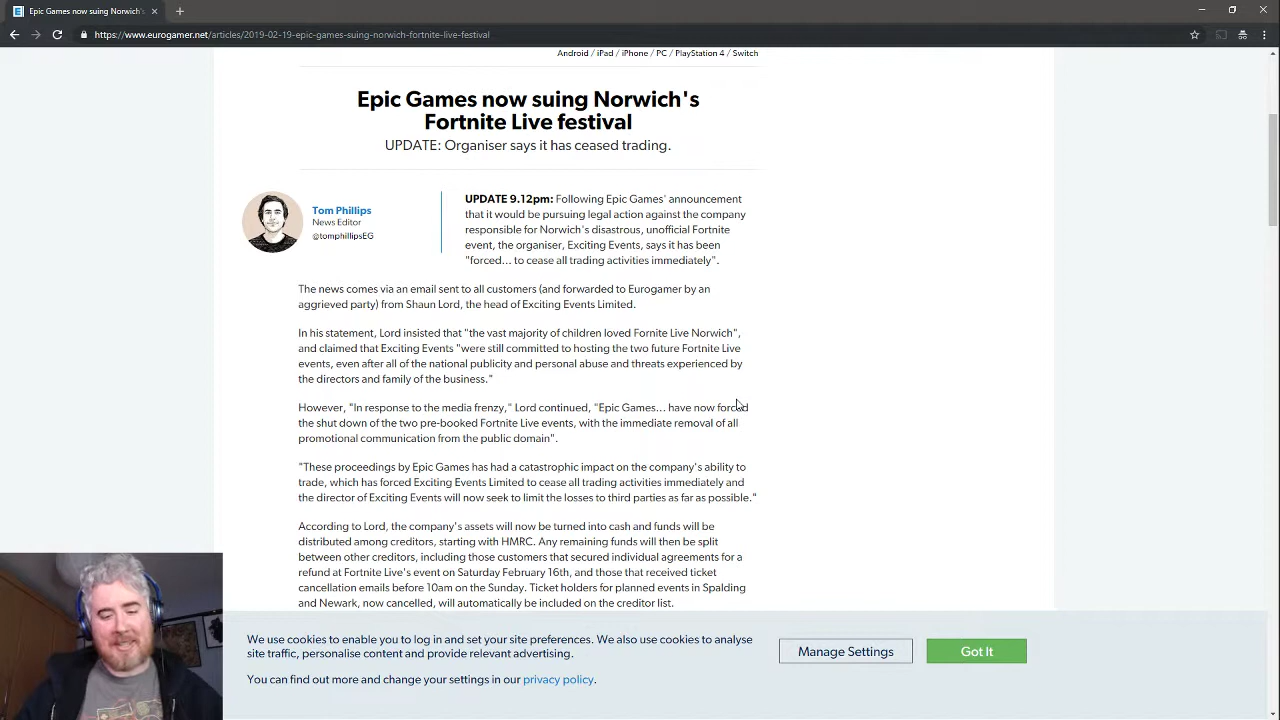 Epic Games now suing Norwich's
https://www.eurogamer.net/articles/2019-02-19-epic-games-suing-norwich-fortnite-live-festival
Android / iPad / iPhone / PC / PlayStation 4 / Switch
Epic Games now suing Norwich's
Fortnite Live festival
UPDATE: Organiser says it has ceased trading.
Tom Phillips
News Editor
@tomphillipsEG
UPDATE 9.12pm: Following Epic Games' announcement
that it would be pursuing legal action against the company
responsible for Norwich's disastrous, unofficial Fortnite
event, the organiser, Exciting Events, says it has been
"forced... to cease all trading activities immediately".
The news comes via an email sent to all customers (and forwarded to Eurogamer by an
aggrieved party) from Shaun Lord, the head of Exciting Events Limited.
In his statement, Lord insisted that "the vast majority of children loved Fornite Live Norwich",
and claimed that Exciting Events "were still committed to hosting the two future Fortnite Live
events, even after all of the national publicity and personal abuse and threats experienced by
the directors and family of the business."
However, "In response to the media frenzy," Lord continued, "Epic Games... have now forced
the shut down of the two pre-booked Fortnite Live events, with the immediate removal of all
promotional communication from the public domain".
"These proceedings by Epic Games has had a catastrophic impact on the company's ability to
trade, which has forced Exciting Events Limited to cease all trading activities immediately and
the director of Exciting Events will now seek to limit the losses to third parties as far as possible."
According to Lord, the company's assets will now be turned into cash and funds will be
distributed among creditors, starting with HMRC. Any remaining funds will then be split
between other creditors, including those customers that secured individual agreements for a
refund at Fortnite Live's event on Saturday February 16th, and those that received ticket
cancellation emails before 10am on the Sunday. Ticket holders for planned events in Spalding
and Newark, now cancelled, will automatically be included on the creditor list.
We use cookies to enable you to log in and set your site preferences. We also use cookies to analyse
site traffic, personalise content and provide relevant advertising.
You can find out more and change your settings in our privacy policy.
Manage Settings
Got It